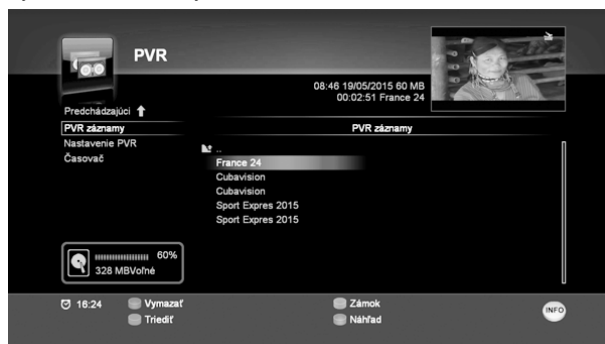 PVR
08:46 19/05/2015 60 MB
00:02:51 France 24
Predchádzajúci
PVR záznamy
Nastavenie PVR
Časovač
PVR záznamy
..
France 24
Cubavision
Cubavision
Sport Expres 2015
Sport Expres 2015
60%
328 MBVoľné
16:24
Vymazať
Triediť
Zámok
Náhľad
INFO